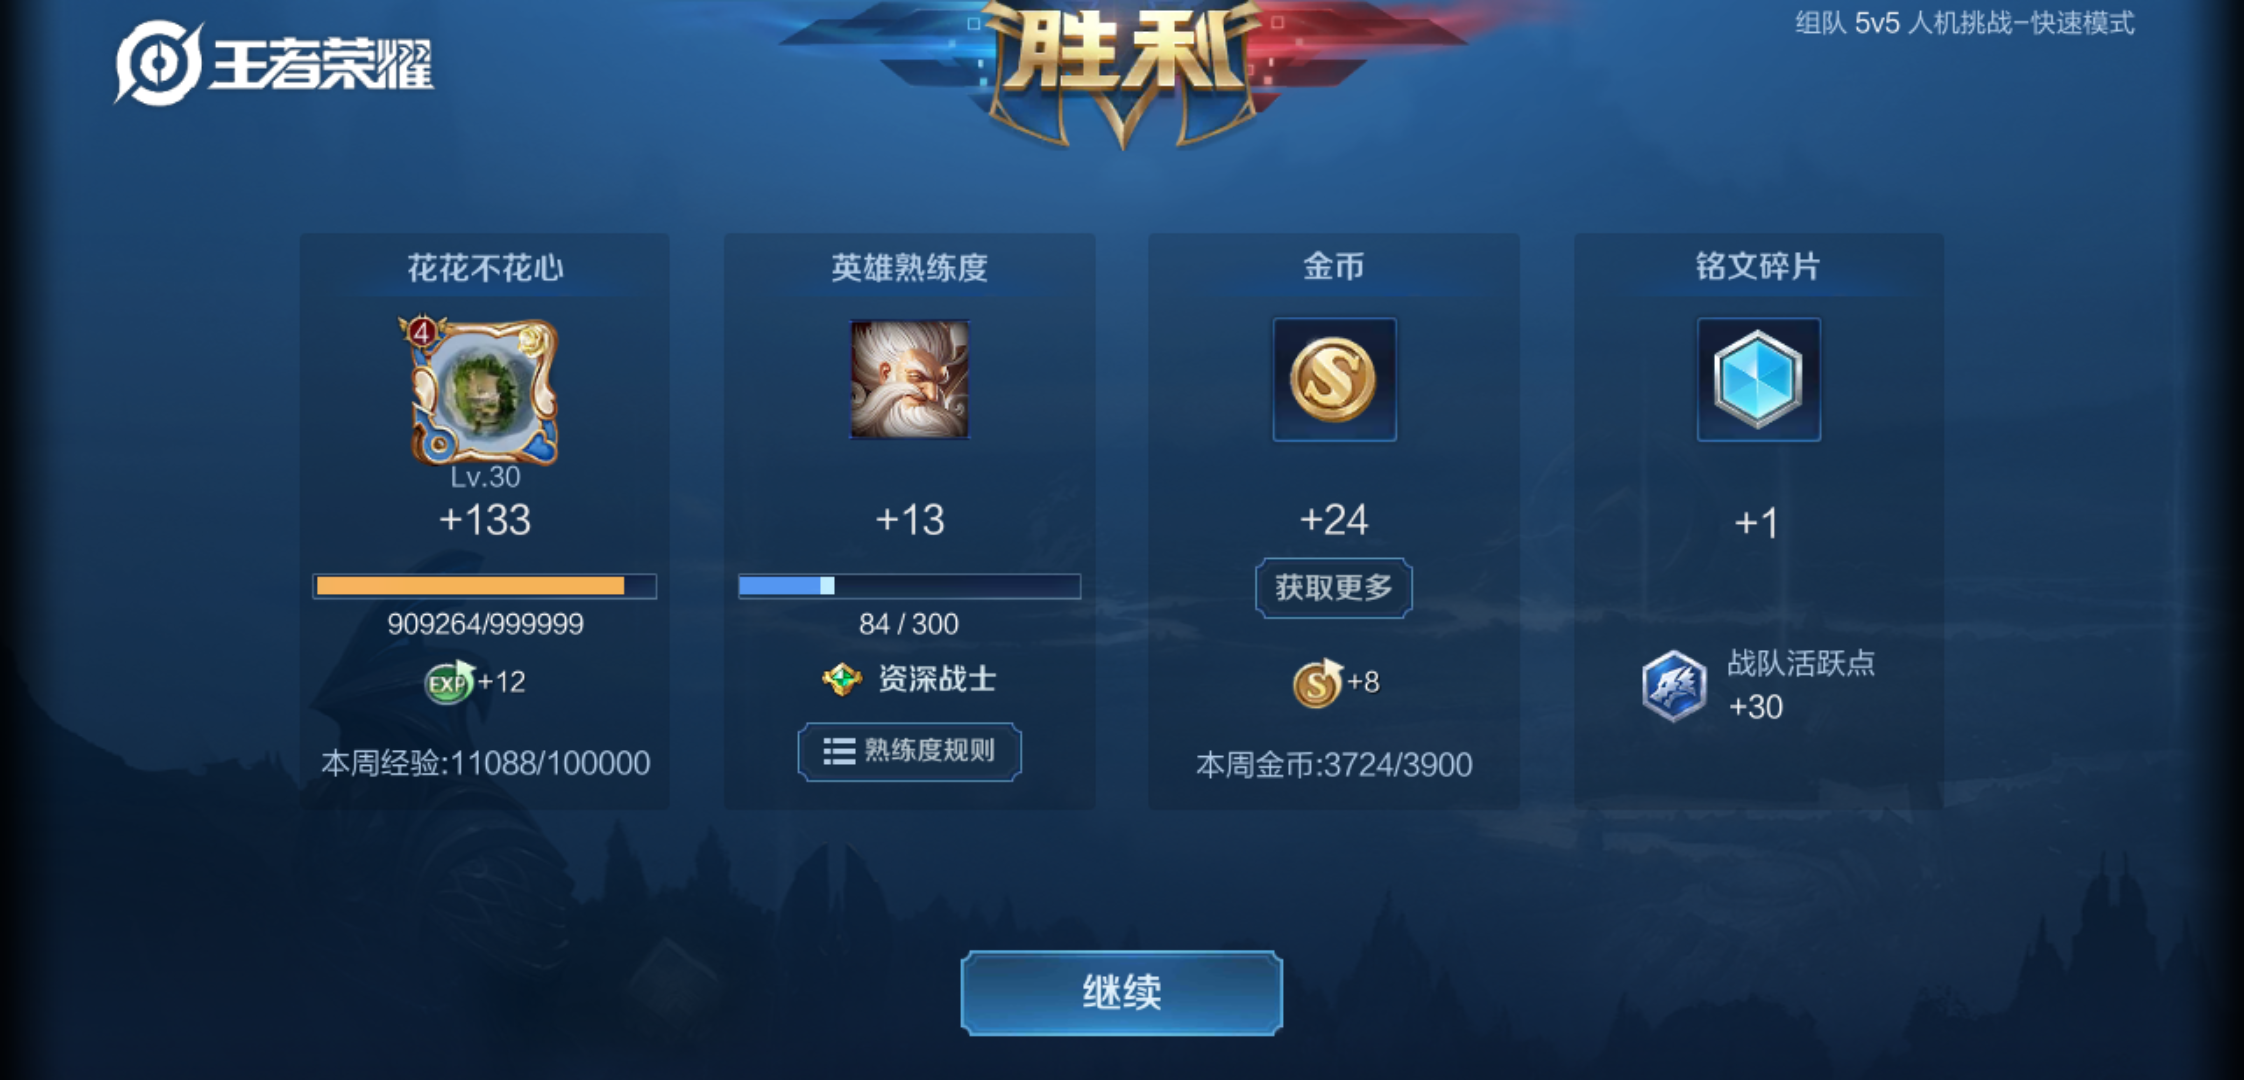 王者荣耀
胜利
组队 5v5 人机挑战-快速模式
花花不花心
4
Lv.30
+133
909264/999999
EXP +12
本周经验:11088/100000
英雄熟练度
+13
84 / 300
4 资深战士
熟练度规则
金币
S
+24
获取更多
S +8
本周金币:3724/3900
铭文碎片
+1
战队活跃点
+30
继续